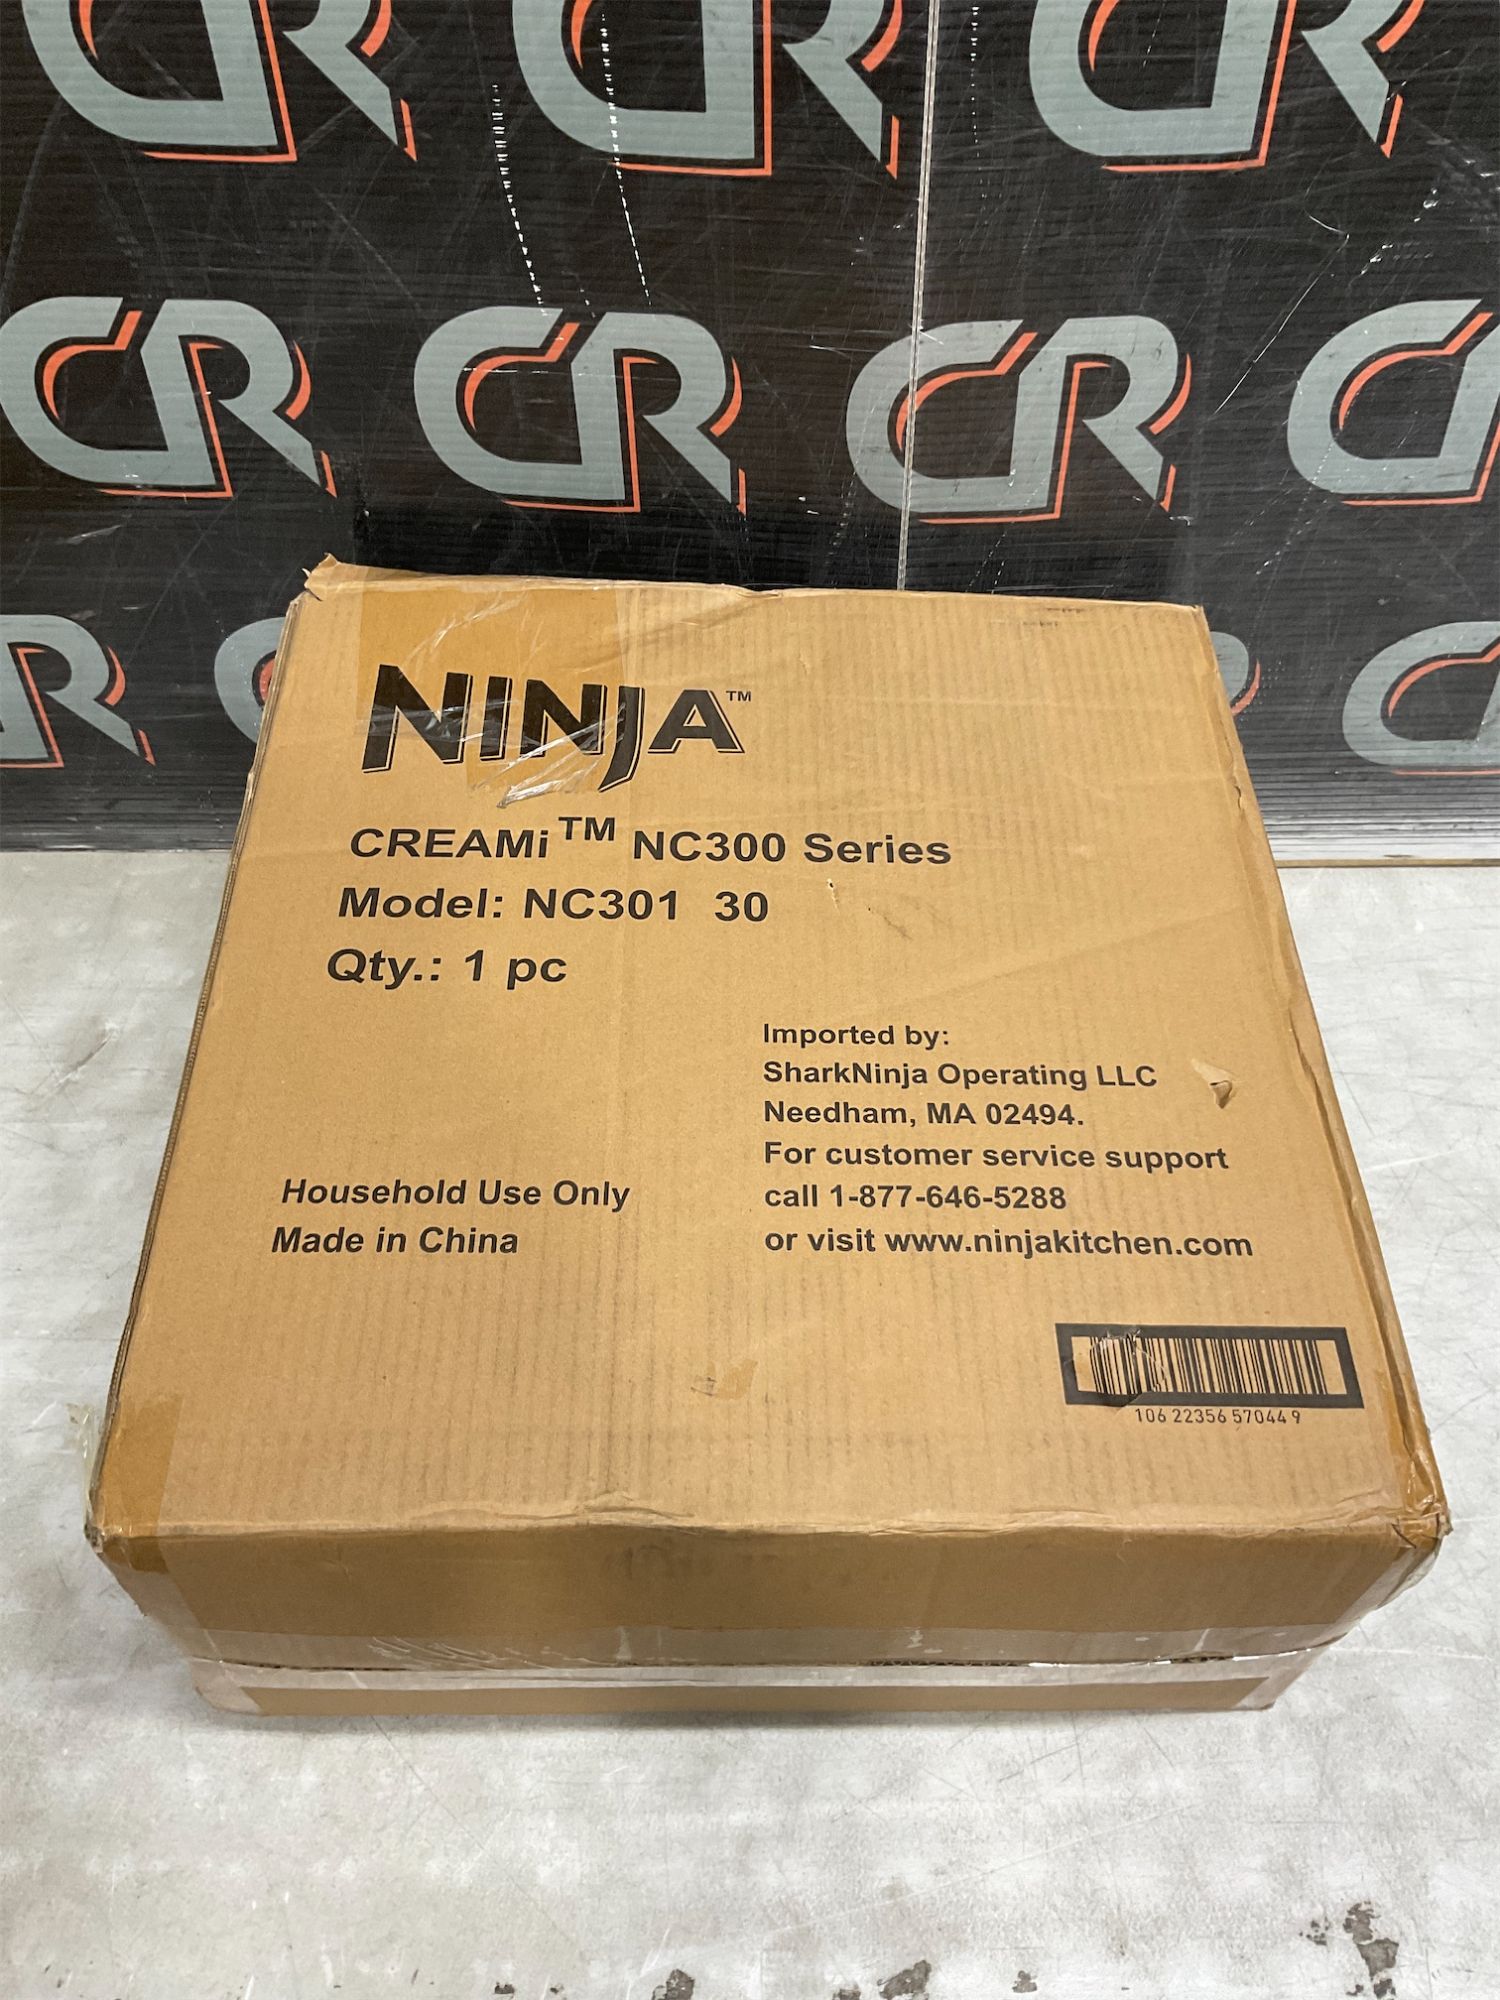 CR CR CR
CR CR CR CR
CR
NINJA™
CREAMi™ NC300 Series
Model: NC301 30
Qty.: 1 pc
Imported by:
SharkNinja Operating LLC
Needham, MA 02494.
For customer service support
call 1-877-646-5288
or visit www.ninjakitchen.com
Household Use Only
Made in China
106 22356 57044 9